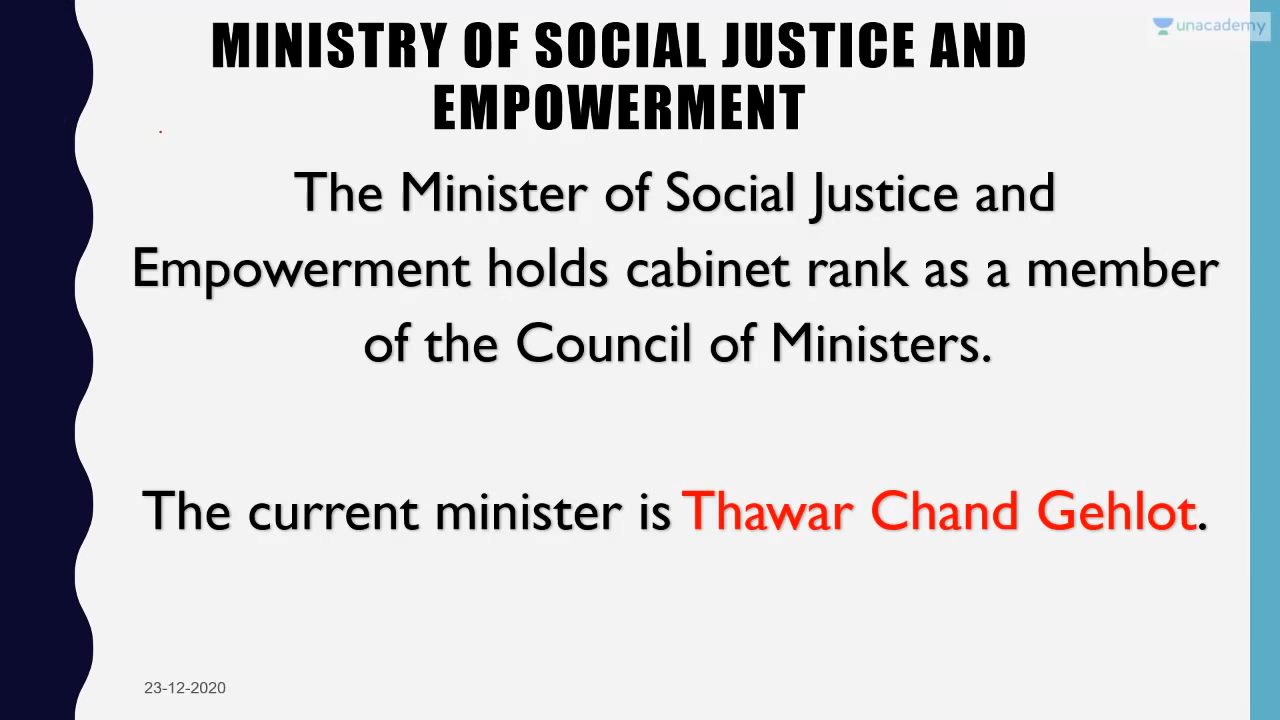 unacademy
MINISTRY OF SOCIAL JUSTICE AND
EMPOWERMENT
The Minister of Social Justice and
Empowerment holds cabinet rank as a member
of the Council of Ministers.
The current minister is Thawar Chand Gehlot.
23-12-2020